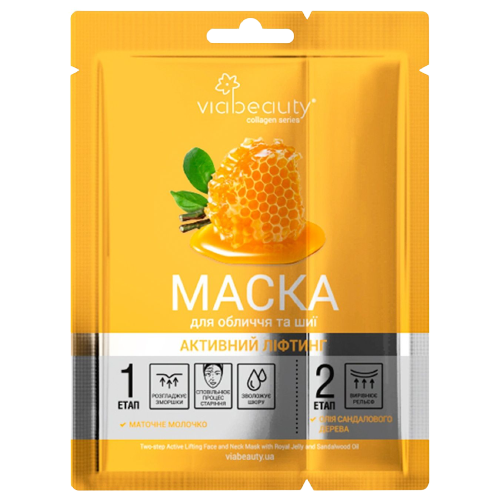 viabeauty®
collagen series
МАСКА
для обличчя та шиї
АКТИВНИЙ ЛІФТИНГ
1
ЕТАП
РОЗГЛАДЖУЄ
ЗМОРШКИ
СПОВІЛЬНЮЄ
ПРОЦЕС
СТАРІННЯ
ЗВОЛОЖУЄ
ШКІРУ
МАТОЧНЕ МОЛОЧКО
2
ЕТАП
ВИРІВНЮЄ
РЕЛЬЄФ
ОЛІЯ САНДАЛОВОГО
ДЕРЕВА
Two-step Active Lifting Face and Neck Mask with Royal Jelly and Sandalwood Oil
viabeauty.ua